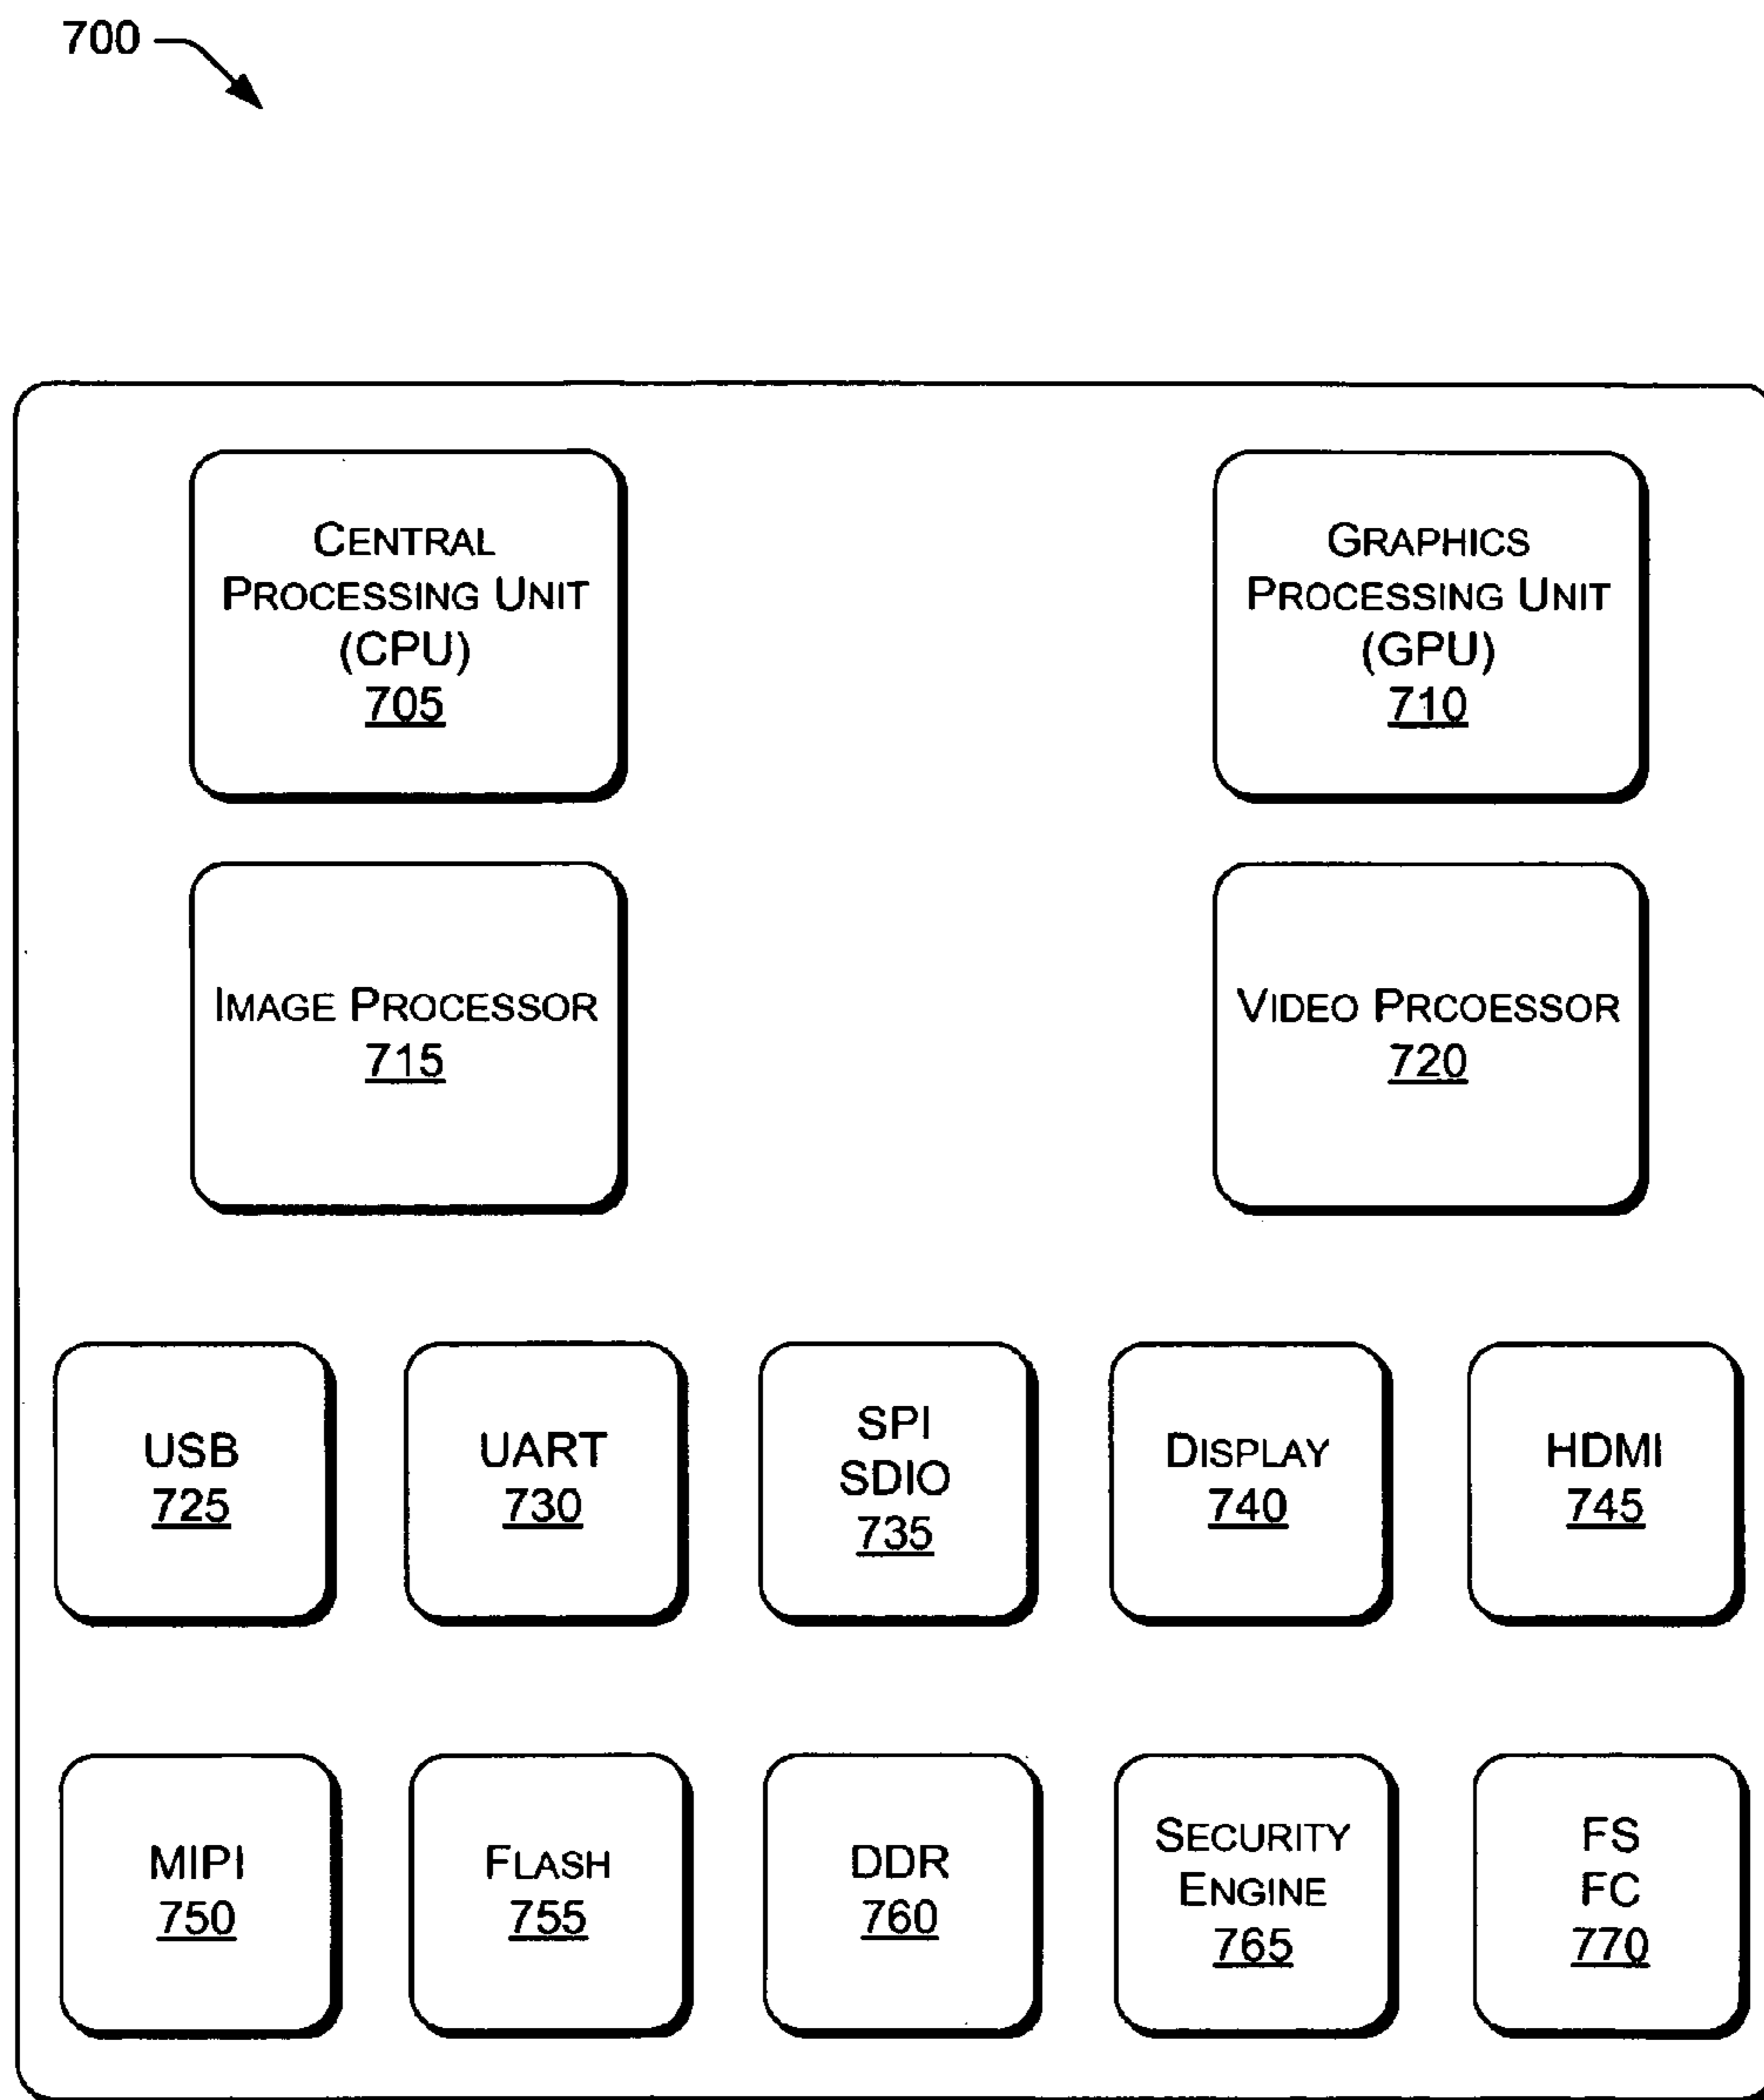 700
CENTRAL
PROCESSING UNIT
(CPU)
705
GRAPHICS
PROCESSING UNIT
(GPU)
710
IMAGE PROCESSOR
715
VIDEO PRCOESSOR
720
USB
725
UART
730
SPI
SDIO
735
DISPLAY
740
HDMI
745
MIPI
750
FLASH
755
DDR
760
SECURITY
ENGINE
765
FS
FC
770